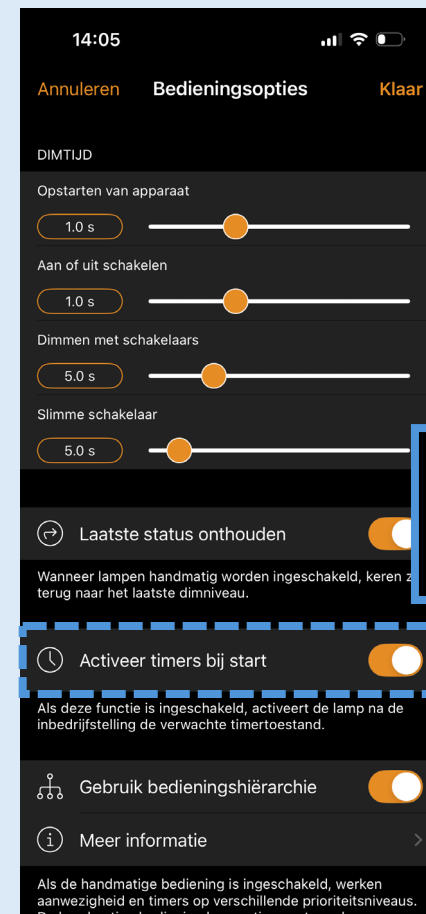 14:05
Annuleren Bedieningsopties Klaar
DIMTIJD
Opstarten van apparaat
1.0 s
Aan of uit schakelen
1.0 s
Dimmen met schakelaars
5.0 s
Slimme schakelaar
5.0 s
Laatste status onthouden
Wanneer lampen handmatig worden ingeschakeld, keren
terug naar het laatste dimniveau.
Activeer timers bij start
Als deze functie is ingeschakeld, activeert de lamp na de
inbedrijfstelling de verwachte timertoestand.
Gebruik bedieningshiërarchie
Meer informatie
Als de handmatige bediening is ingeschakeld, werken
aanwezigheid en timers op verschillende prioriteitsniveaus.